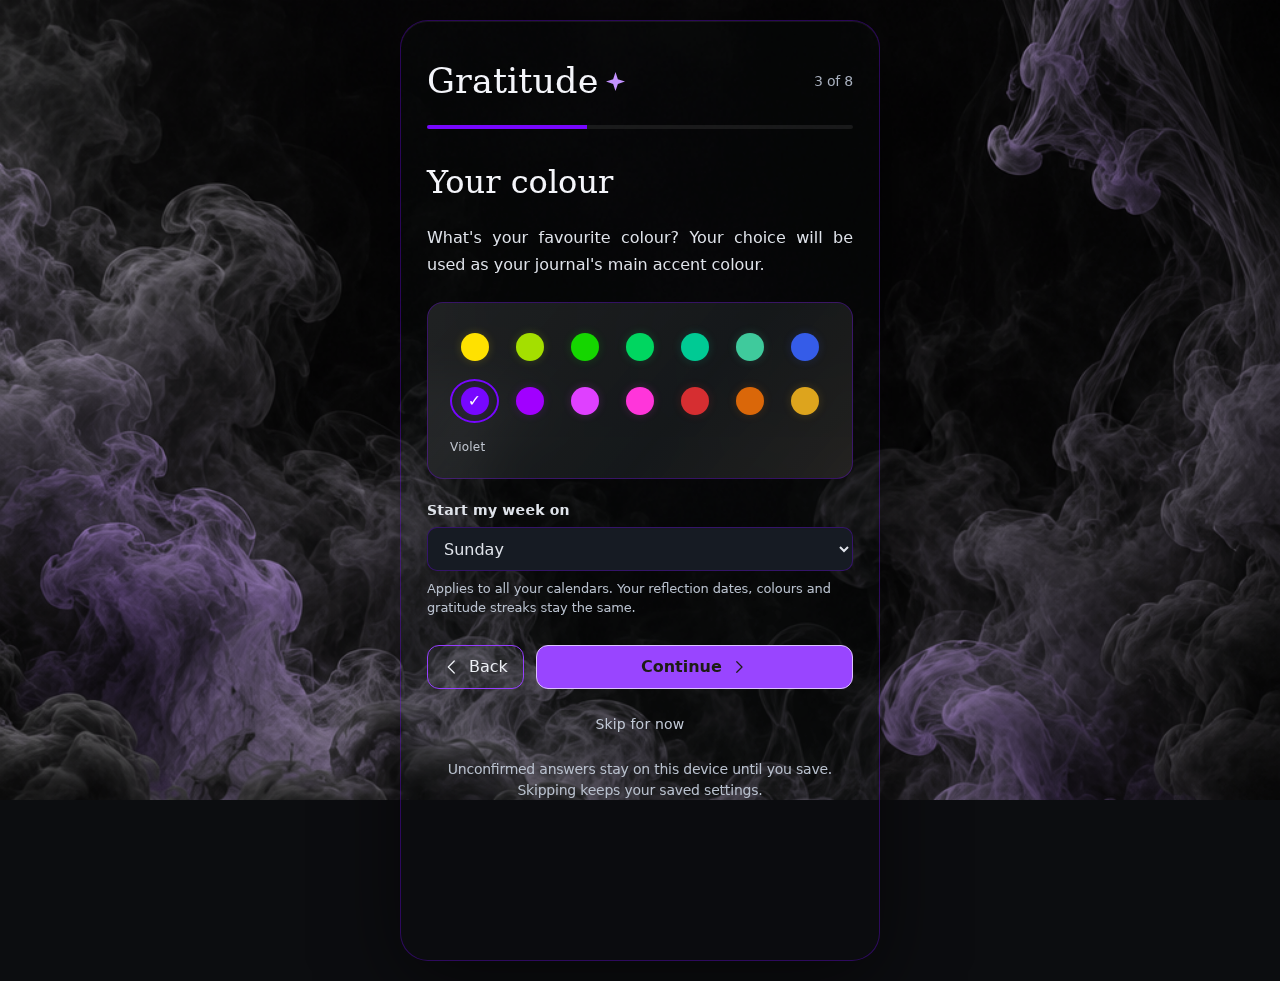 Gratitude
3 of 8
Your colour
What's your favourite colour? Your choice will be
used as your journal's main accent colour.
✓
Violet
Start my week on
Sunday
Applies to all your calendars. Your reflection dates, colours and
gratitude streaks stay the same.
Back
Continue
Skip for now
Unconfirmed answers stay on this device until you save.
Skipping keeps your saved settings.